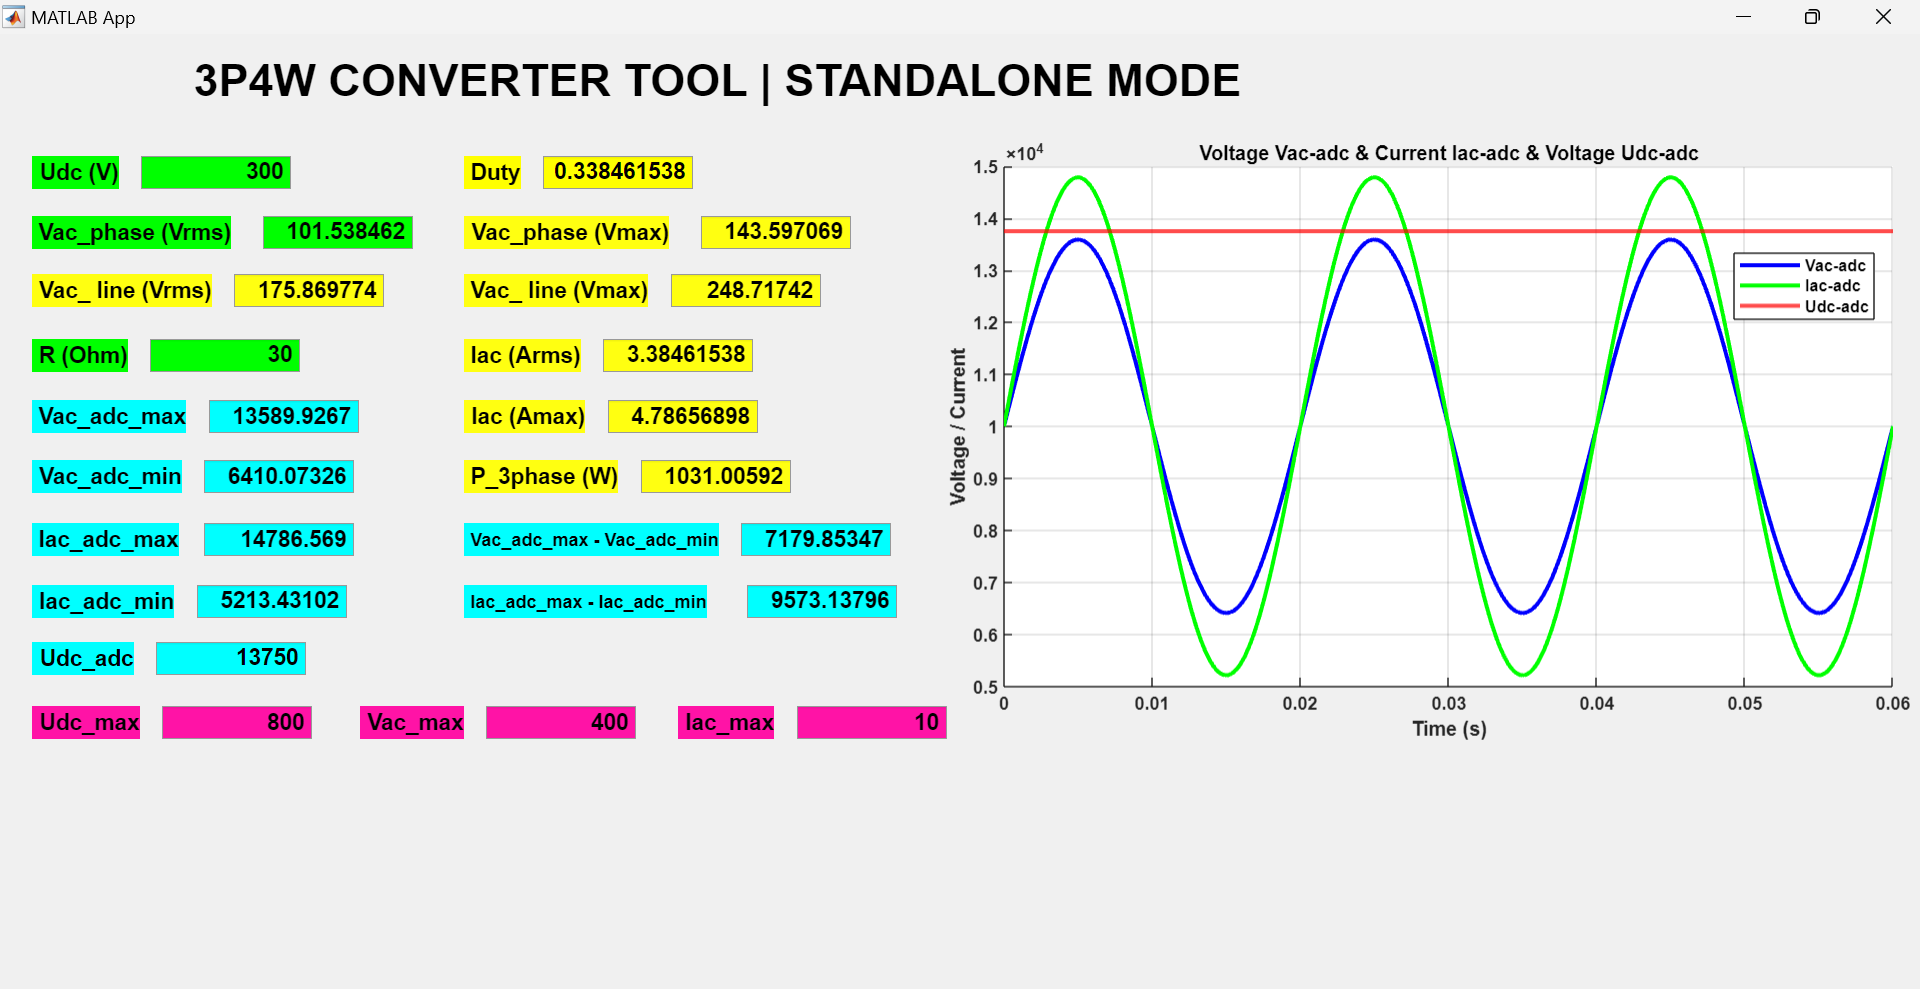 MATLAB App
3P4W CONVERTER TOOL | STANDALONE MODE
Udc (V) 300
Duty 0.338461538
Vac_phase (Vrms) 101.538462
Vac_phase (Vmax) 143.597069
Vac_ line (Vrms) 175.869774
Vac_ line (Vmax) 248.71742
R (Ohm) 30
Iac (Arms) 3.38461538
Vac_adc_max 13589.9267
Iac (Amax) 4.78656898
Vac_adc_min 6410.07326
P_3phase (W) 1031.00592
Iac_adc_max 14786.569
Vac_adc_max - Vac_adc_min 7179.85347
Iac_adc_min 5213.43102
Iac_adc_max - Iac_adc_min 9573.13796
Udc_adc 13750
Udc_max 800
Vac_max 400
Iac_max 10
Voltage Vac-adc & Current Iac-adc & Voltage Udc-adc
×10⁴
1.5
1.4
1.3
1.2
1.1
1
0.9
0.8
0.7
0.6
0.5
Voltage / Current
Vac-adc
Iac-adc
Udc-adc
0 0.01 0.02 0.03 0.04 0.05 0.06
Time (s)